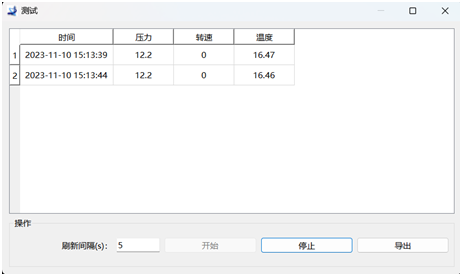 测试
时间 压力 转速 温度
1 2023-11-10 15:13:39 12.2 0 16.47
2 2023-11-10 15:13:44 12.2 0 16.46
操作
刷新间隔(s): 5 开始 停止 导出